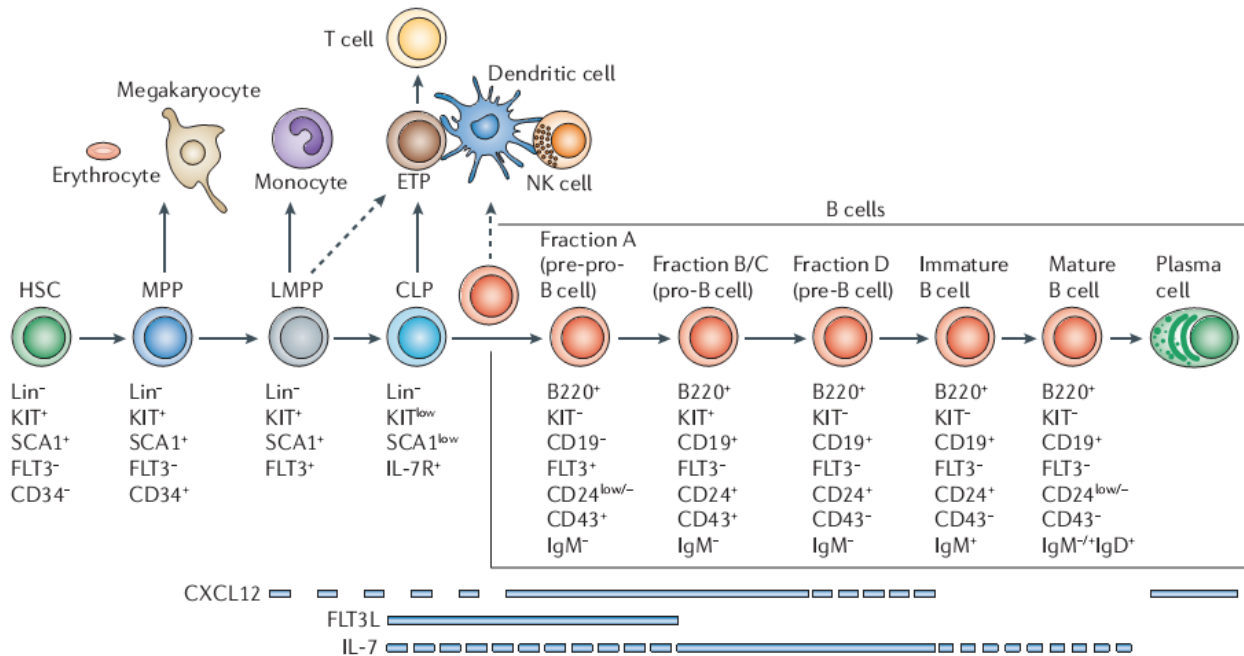 T cell
Dendritic cell
Megakaryocyte
Erythrocyte
Monocyte
ETP
NK cell
B cells
HSC
MPP
LMPP
CLP
Fraction A
(pre-pro-
B cell)
Fraction B/C
(pro-B cell)
Fraction D
(pre-B cell)
Immature
B cell
Mature
B cell
Plasma
cell
Lin⁻
KIT⁺
SCA1⁺
FLT3⁻
CD34⁻
Lin⁻
KIT⁺
SCA1⁺
FLT3⁻
CD34⁺
Lin⁻
KIT⁺
SCA1⁺
FLT3⁺
Lin⁻
KITˡᵒʷ
SCA1ˡᵒʷ
IL-7R⁺
B220⁺
KIT⁻
CD19⁻
FLT3⁺
CD24ˡᵒʷ/⁻
CD43⁺
IgM⁻
B220⁺
KIT⁺
CD19⁺
FLT3⁻
CD24⁺
CD43⁺
IgM⁻
B220⁺
KIT⁻
CD19⁺
FLT3⁻
CD24⁺
CD43⁻
IgM⁻
B220⁺
KIT⁻
CD19⁺
FLT3⁻
CD24⁺
CD43⁻
IgM⁺
B220⁺
KIT⁻
CD19⁺
FLT3⁻
CD24ˡᵒʷ/⁻
CD43⁻
IgM⁻/⁺IgD⁺
CXCL12
FLT3L
IL-7